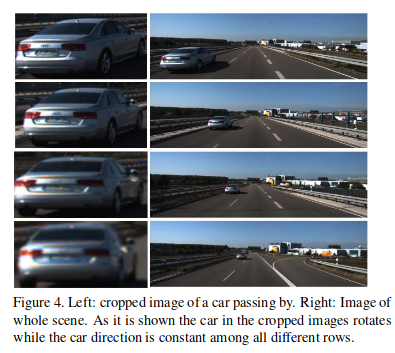 Figure 4. Left: cropped image of a car passing by. Right: Image of
whole scene. As it is shown the car in the cropped images rotates
while the car direction is constant among all different rows.